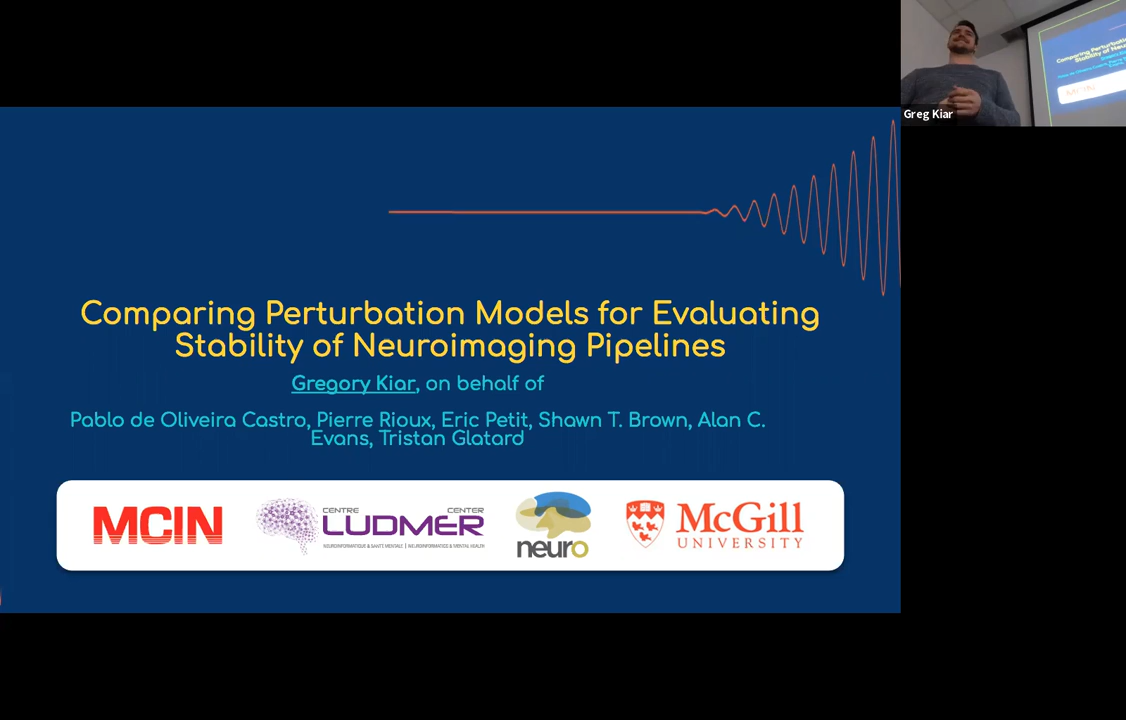 Comparing Perturbation Models for Evaluating
Stability of Neuroimaging Pipelines
Gregory Kiar, on behalf of
Pablo de Oliveira Castro, Pierre Rioux, Eric Petit, Shawn T. Brown, Alan C.
Evans, Tristan Glatard
MCIN
CENTRE CENTER
LUDMER
NEUROINFORMATIQUE & SANTÉ MENTALE | NEUROINFORMATICS & MENTAL HEALTH
neuro
McGill
UNIVERSITY
Greg Kiar